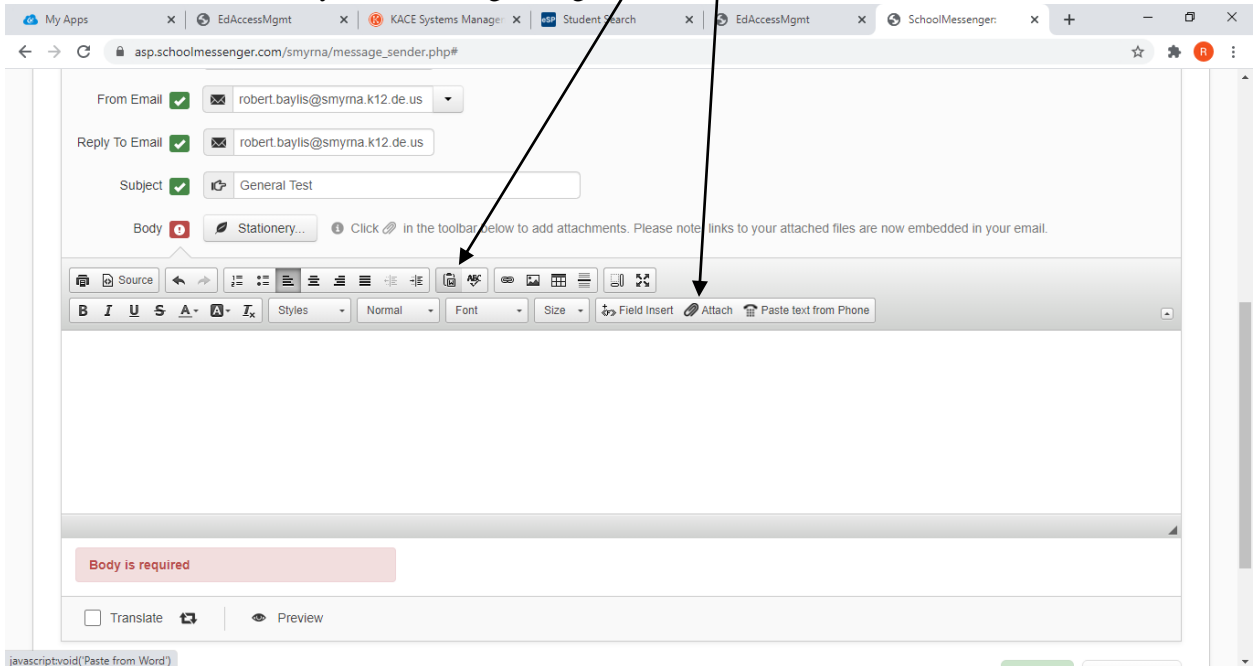 My Apps EdAccessMgmt KACE Systems Manager Student Search EdAccessMgmt SchoolMessenger:
asp.schoolmessenger.com/smyrna/message_sender.php#
From Email robert.baylis@smyrna.k12.de.us
Reply To Email robert.baylis@smyrna.k12.de.us
Subject General Test
Body Stationery... Click in the toolbar below to add attachments. Please note, links to your attached files are now embedded in your email.
Source ABC
B I U S A A Ix Styles Normal Font Size Field Insert Attach Paste text from Phone
Body is required
Translate Preview
javascript:void('Paste from Word')